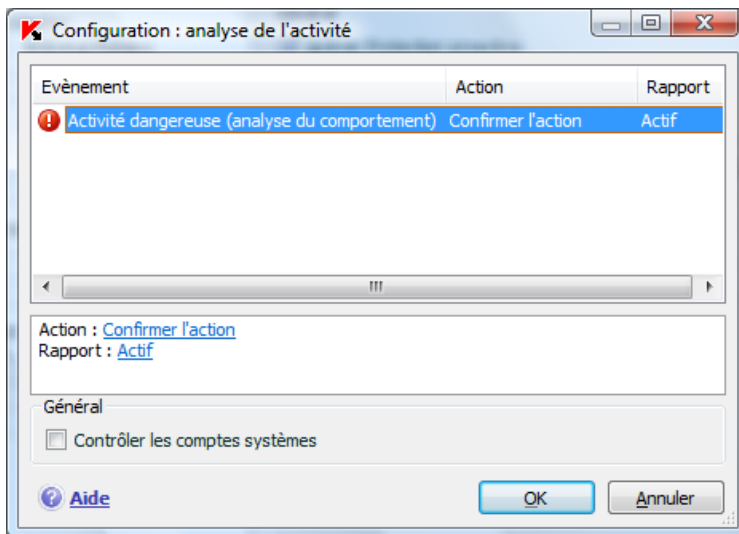 Configuration : analyse de l'activité
Evènement Action Rapport
Activité dangereuse (analyse du comportement) Confirmer l'action Actif
Action : Confirmer l'action
Rapport : Actif
Général
Contrôler les comptes systèmes
Aide OK Annuler